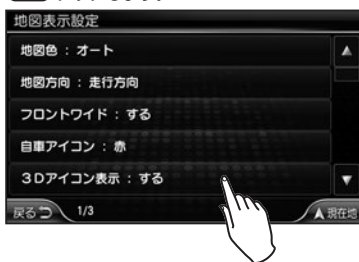 地図表示設定
地図色 : オート
地図方向 : 走行方向
フロントワイド : する
自車アイコン : 赤
3Dアイコン表示 : する
戻る 1/3 現在地